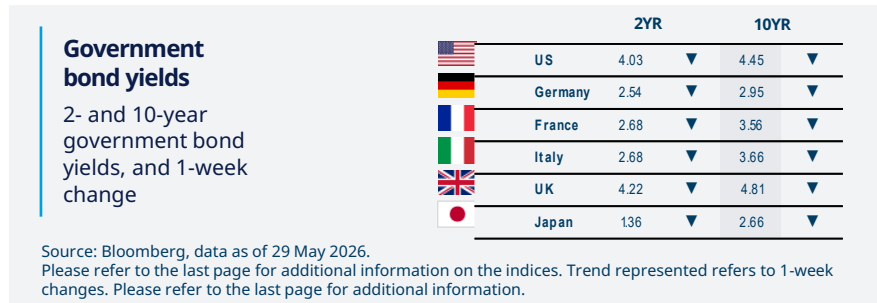 Government
bond yields
2- and 10-year
government bond
yields, and 1-week
change
2YR 10YR
US 4.03 ▼ 4.45 ▼
Germany 2.54 ▼ 2.95 ▼
France 2.68 ▼ 3.56 ▼
Italy 2.68 ▼ 3.66 ▼
UK 4.22 ▼ 4.81 ▼
Japan 1.36 ▼ 2.66 ▼
Source: Bloomberg, data as of 29 May 2026.
Please refer to the last page for additional information on the indices. Trend represented refers to 1-week
changes. Please refer to the last page for additional information.